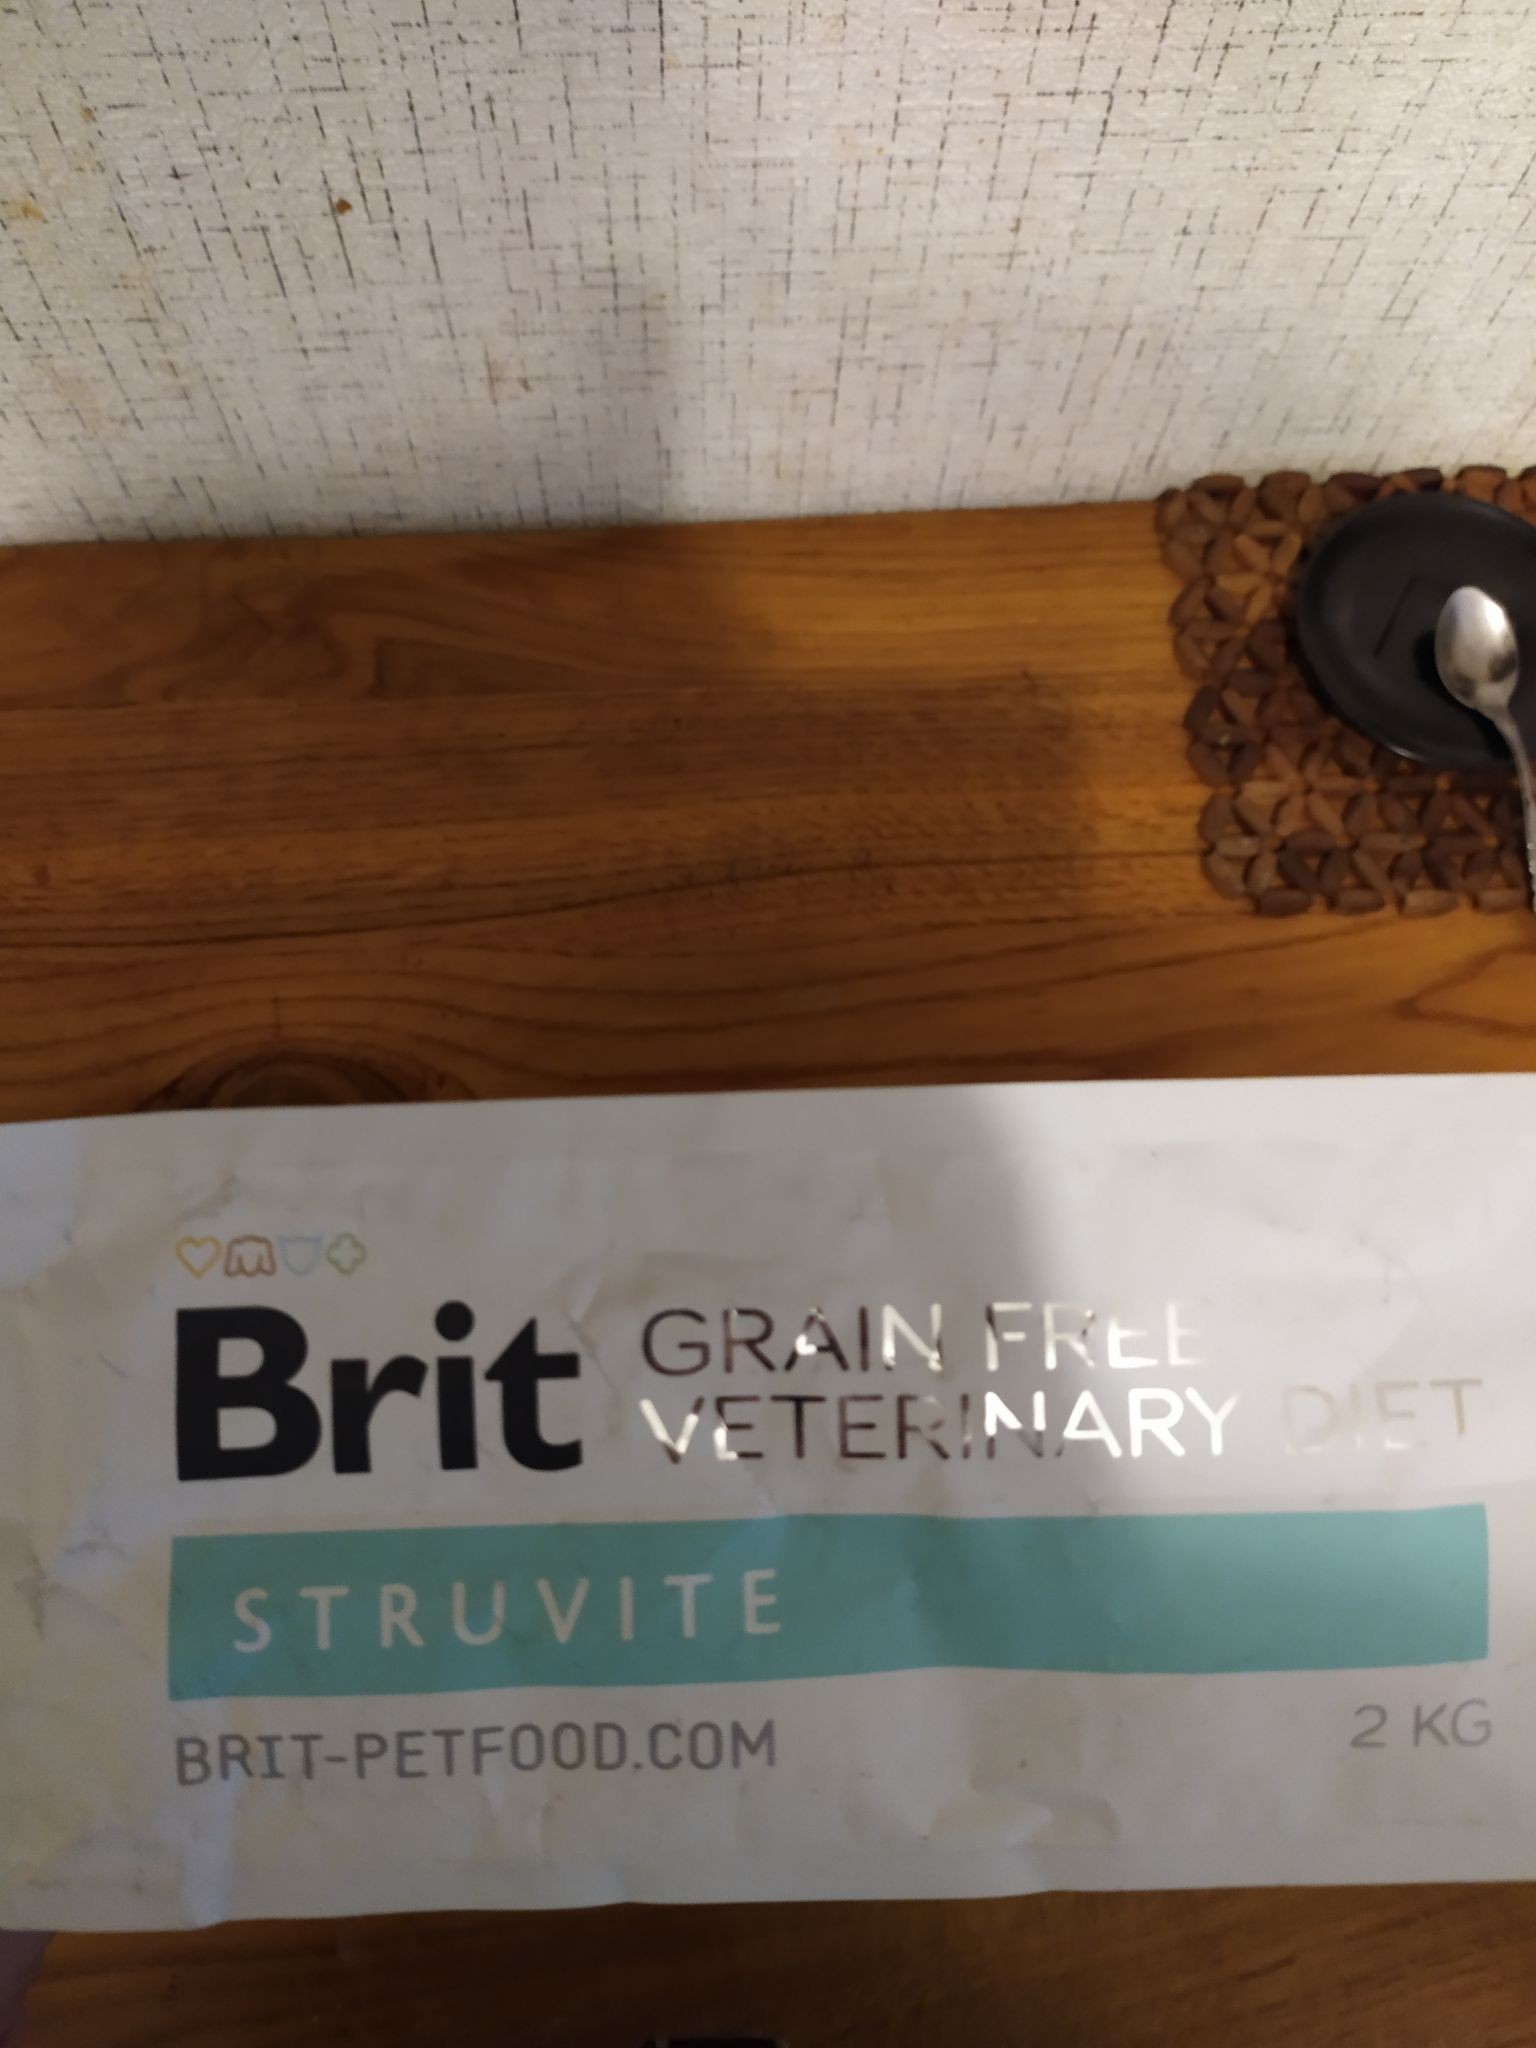 Brit
GRAIN FREE
VETERINARY DIET
STRUVITE
BRIT-PETFOOD.COM
2 KG